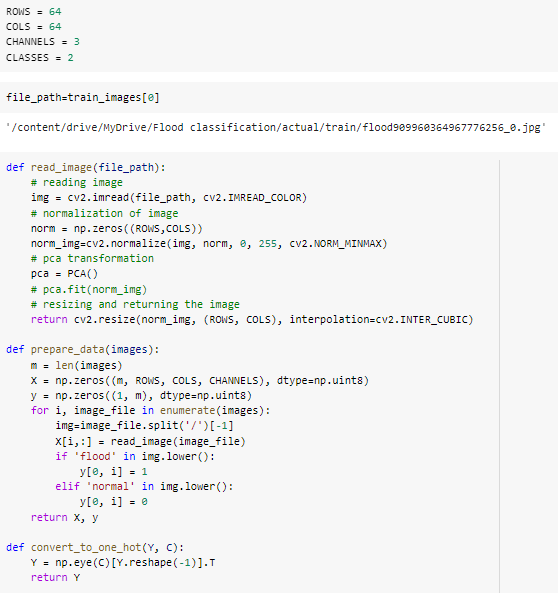 ROWS = 64
COLS = 64
CHANNELS = 3
CLASSES = 2
file_path=train_images[0]
'/content/drive/MyDrive/Flood classification/actual/train/flood909960364967776256_0.jpg'
def read_image(file_path):
    # reading image
    img = cv2.imread(file_path, cv2.IMREAD_COLOR)
    # normalization of image
    norm = np.zeros((ROWS,COLS))
    norm_img=cv2.normalize(img, norm, 0, 255, cv2.NORM_MINMAX)
    # pca transformation
    pca = PCA()
    # pca.fit(norm_img)
    # resizing and returning the image
    return cv2.resize(norm_img, (ROWS, COLS), interpolation=cv2.INTER_CUBIC)
def prepare_data(images):
    m = len(images)
    X = np.zeros((m, ROWS, COLS, CHANNELS), dtype=np.uint8)
    y = np.zeros((1, m), dtype=np.uint8)
    for i, image_file in enumerate(images):
        img=image_file.split('/')[-1]
        X[i,:] = read_image(image_file)
        if 'flood' in img.lower():
            y[0, i] = 1
        elif 'normal' in img.lower():
            y[0, i] = 0
    return X, y
def convert_to_one_hot(Y, C):
    Y = np.eye(C)[Y.reshape(-1)].T
    return Y